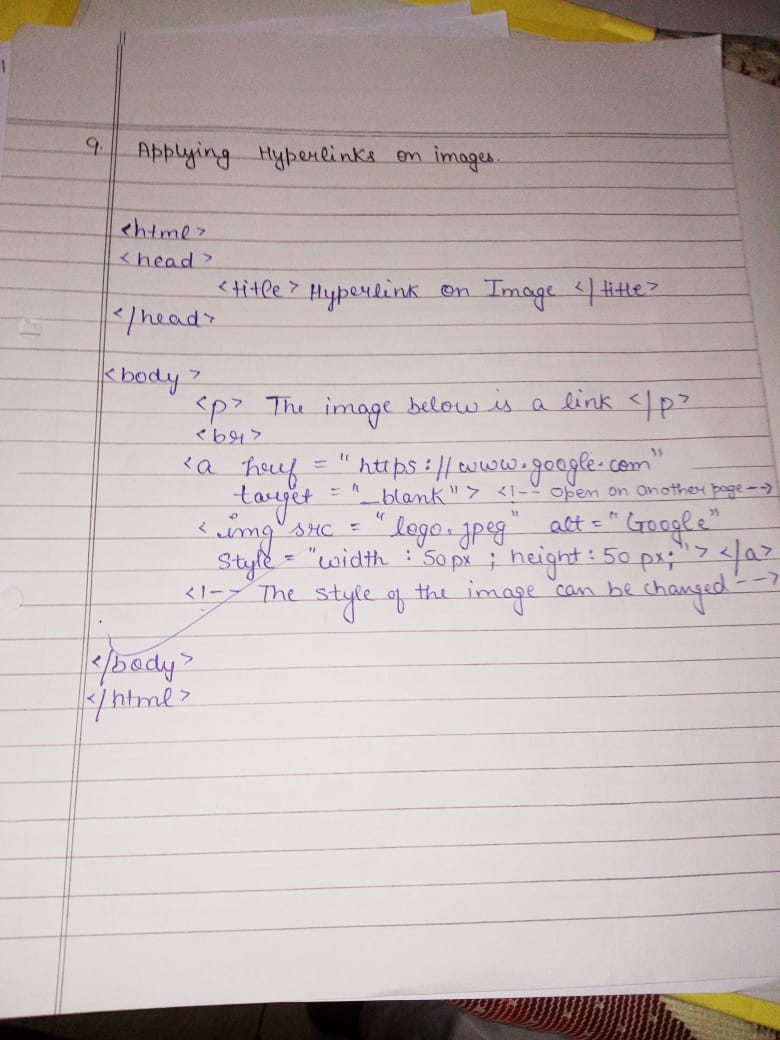 9. Applying Hyperlinks on images.
<html>
<head>
<title> Hyperlink on Image </title>
</head>
<body>
<p> The image below is a link </p>
<br>
<a href = "https://www.google.com"
target = "_blank"> <!-- Open on another page -->
<img src = "logo.jpeg" alt = "Google"
Style = "width : 50px ; height : 50 px;"> </a>
<!-- The style of the image can be changed -->
</body>
</html>